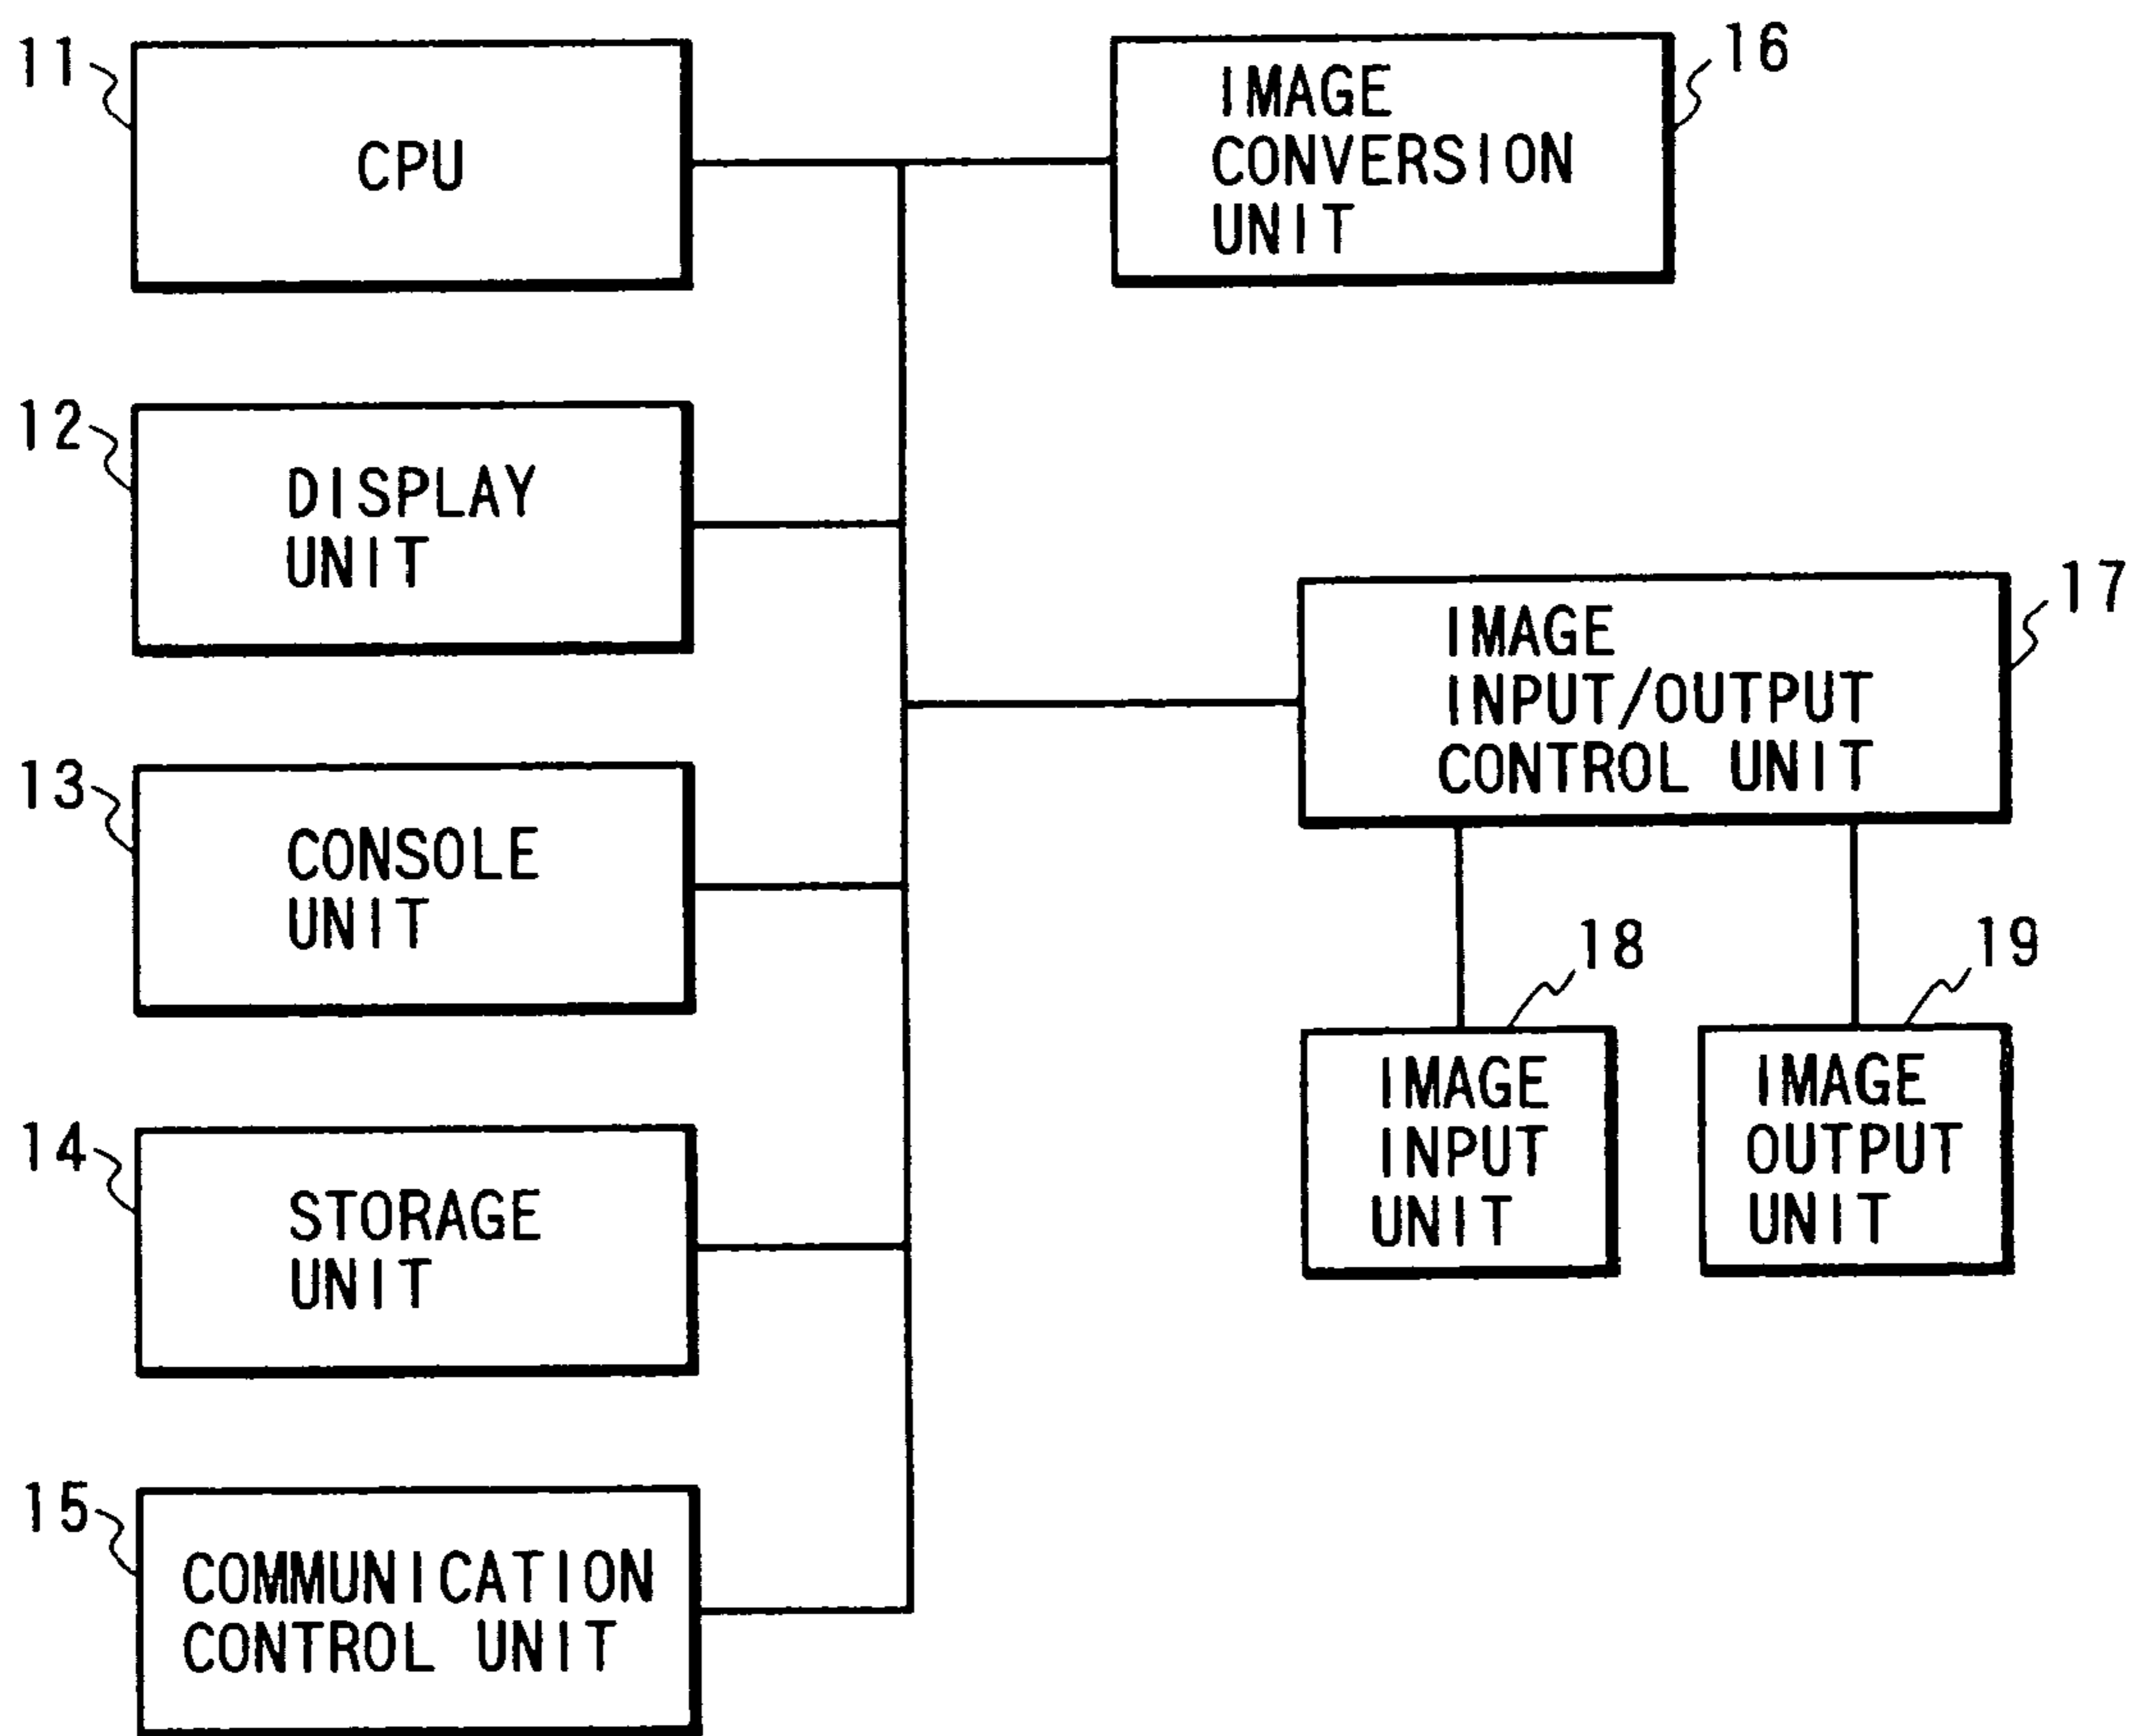 11
CPU
16
IMAGE
CONVERSION
UNIT
12
DISPLAY
UNIT
17
IMAGE
INPUT/OUTPUT
CONTROL UNIT
13
CONSOLE
UNIT
18
IMAGE
INPUT
UNIT
19
IMAGE
OUTPUT
UNIT
14
STORAGE
UNIT
15
COMMUNICATION
CONTROL UNIT